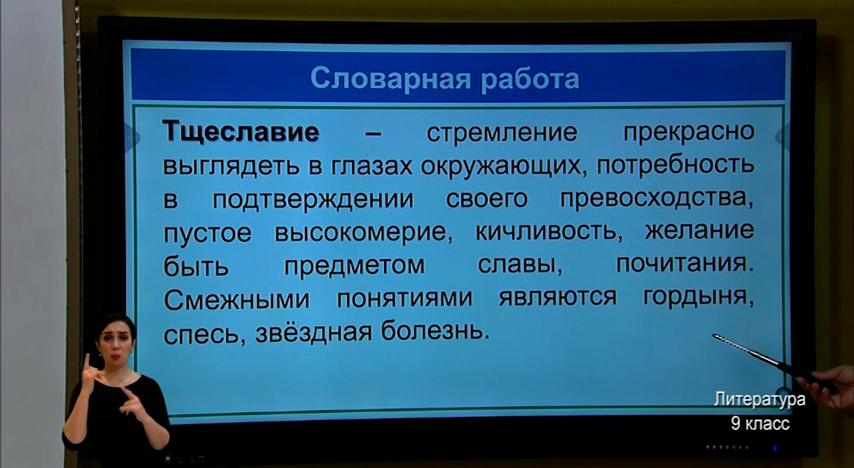 Словарная работа
Тщеславие – стремление прекрасно
выглядеть в глазах окружающих, потребность
в подтверждении своего превосходства,
пустое высокомерие, кичливость, желание
быть предметом славы, почитания.
Смежными понятиями являются гордыня,
спесь, звёздная болезнь.
Литература
9 класс